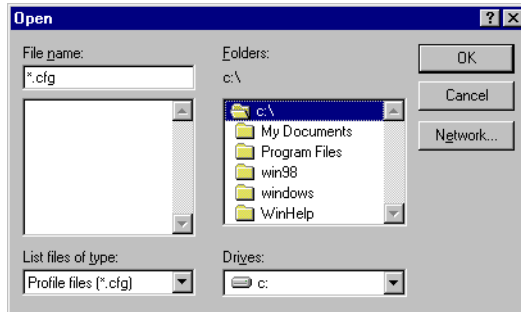 Open
File name:
*.cfg
Folders:
c:\
c:\
My Documents
Program Files
win98
windows
WinHelp
OK
Cancel
Network...
List files of type:
Profile files (*.cfg)
Drives:
c: